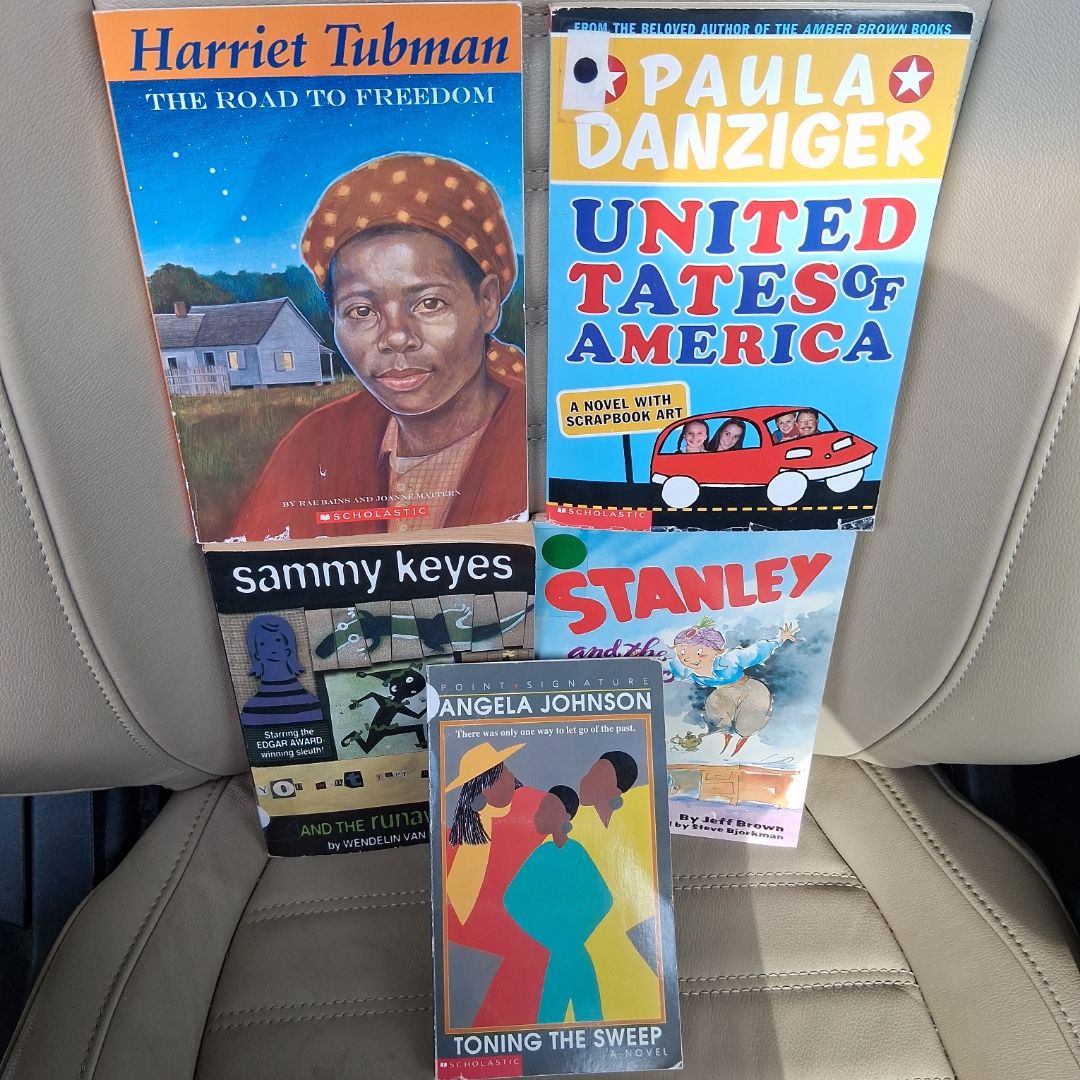 Harriet Tubman
THE ROAD TO FREEDOM
BY RAE BAINS AND JOANNE MATTERN
SCHOLASTIC
FROM THE BELOVED AUTHOR OF THE AMBER BROWN BOOKS
PAULA
DANZIGER
UNITED
TATES OF
AMERICA
A NOVEL WITH
SCRAPBOOK ART
SCHOLASTIC
sammy keyes
Starring the
EDGAR AWARD-
winning sleuth!
AND THE runaw
by WENDELIN VAN
STANLEY
and the
By Jeff Brown
by Steve Bjorkman
POINT SIGNATURE
ANGELA JOHNSON
There was only one way to let go of the past.
TONING THE SWEEP
A NOVEL
SCHOLASTIC